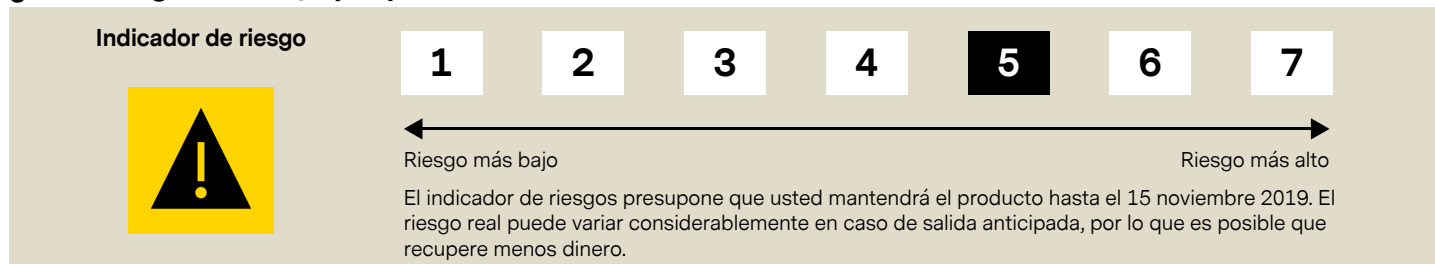 Indicador de riesgo
1 2 3 4 5 6 7
Riesgo más bajo
Riesgo más alto
El indicador de riesgos presupone que usted mantendrá el producto hasta el 15 noviembre 2019. El
riesgo real puede variar considerablemente en caso de salida anticipada, por lo que es posible que
recupere menos dinero.